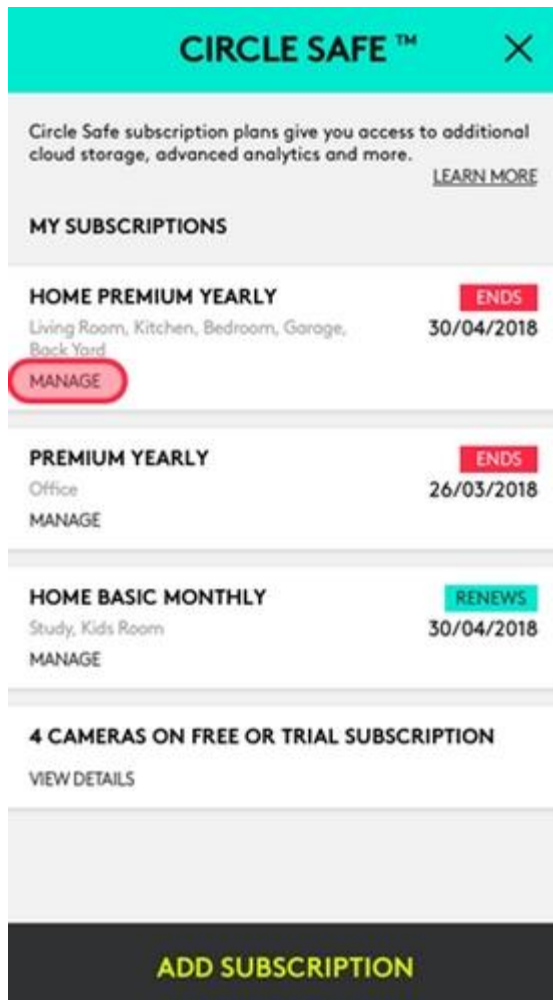 CIRCLE SAFE ™
Circle Safe subscription plans give you access to additional
cloud storage, advanced analytics and more.
LEARN MORE
MY SUBSCRIPTIONS
HOME PREMIUM YEARLY
ENDS
Living Room, Kitchen, Bedroom, Garage,
30/04/2018
Back Yard
MANAGE
PREMIUM YEARLY
ENDS
Office
26/03/2018
MANAGE
HOME BASIC MONTHLY
RENEWS
Study, Kids Room
30/04/2018
MANAGE
4 CAMERAS ON FREE OR TRIAL SUBSCRIPTION
VIEW DETAILS
ADD SUBSCRIPTION